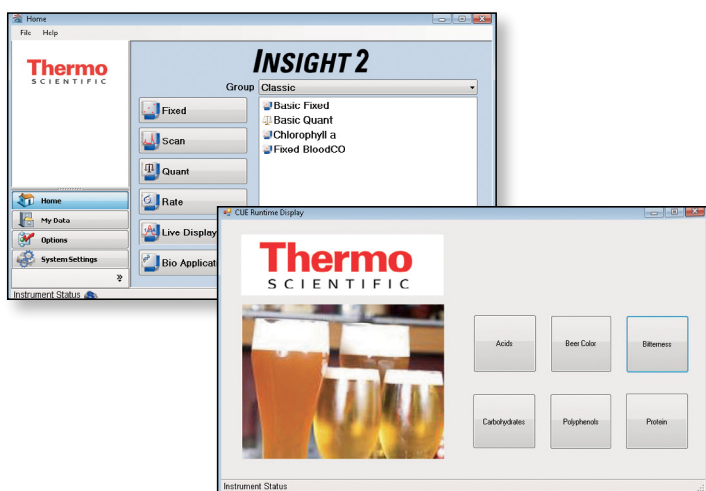 Home
File Help
Thermo
SCIENTIFIC
INSIGHT 2
Group Classic
Fixed
Scan
Quant
Rate
Live Display
Bio Applicat
Basic Fixed
Basic Quant
Chlorophyll a
Fixed BloodCO
Home
My Data
Options
System Settings
Instrument Status
CUE Runtime Display
Thermo
SCIENTIFIC
Acids Beer Color Bitterness
Carbohydrates Polyphenols Protein
Instrument Status